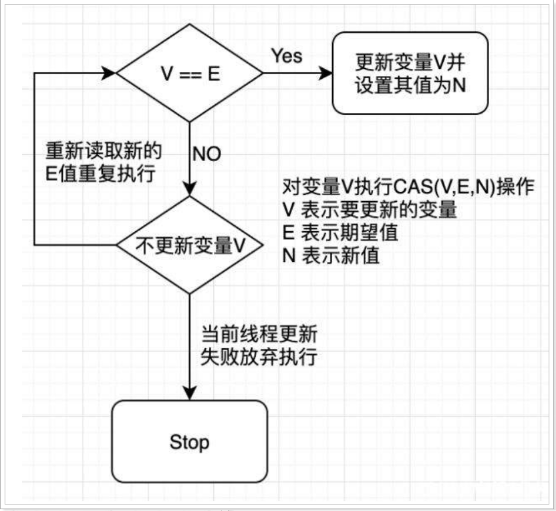 V == E
Yes
更新变量V并
设置其值为N
重新读取新的
E值重复执行
NO
对变量V执行CAS(V,E,N)操作
V 表示要更新的变量
E 表示期望值
N 表示新值
不更新变量V
当前线程更新
失败放弃执行
Stop